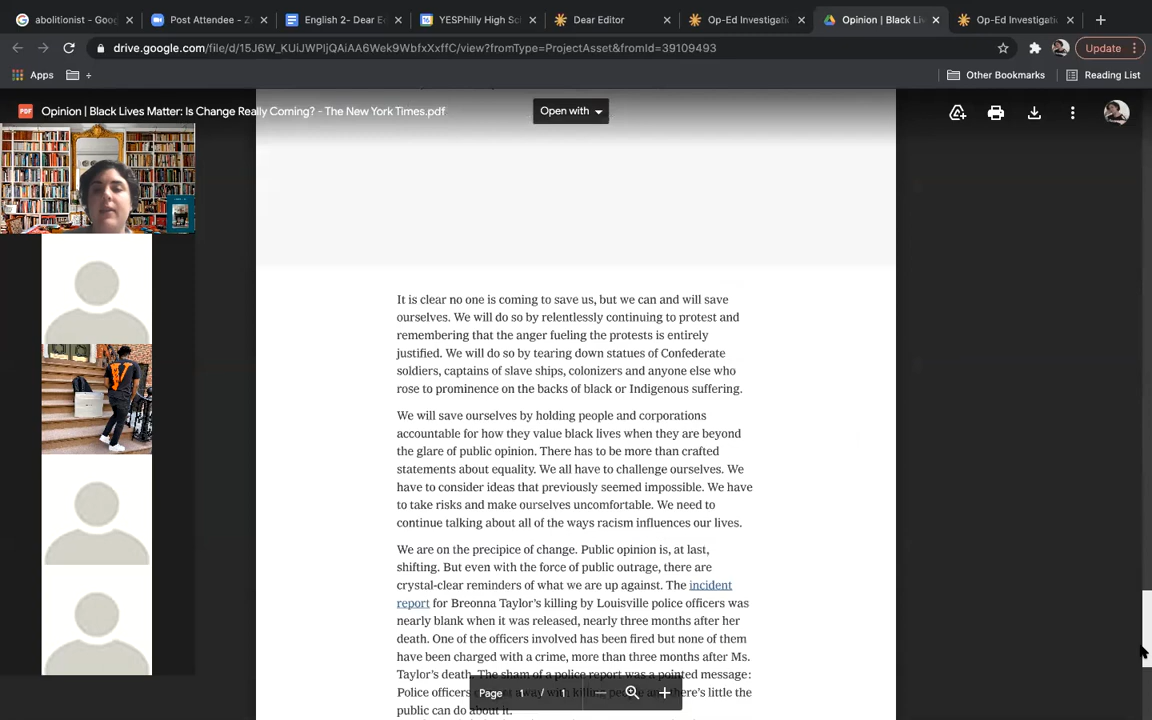 abolitionist - Goog
Post Attendee - Z
English 2- Dear E
YESPhilly High Sc
Dear Editor
Op-Ed Investigati
Opinion | Black Li
Op-Ed Investigati
drive.google.com/file/d/15J6W_KUiJWPIjQAiAA6Wek9WbfxXxffC/view?fromType=ProjectAsset&fromId=39109493
Update
Apps
Other Bookmarks
Reading List
PDF
Opinion | Black Lives Matter: Is Change Really Coming? - The New York Times.pdf
Open with
It is clear no one is coming to save us, but we can and will save
ourselves. We will do so by relentlessly continuing to protest and
remembering that the anger fueling the protests is entirely
justified. We will do so by tearing down statues of Confederate
soldiers, captains of slave ships, colonizers and anyone else who
rose to prominence on the backs of black or Indigenous suffering.
We will save ourselves by holding people and corporations
accountable for how they value black lives when they are beyond
the glare of public opinion. There has to be more than crafted
statements about equality. We all have to challenge ourselves. We
have to consider ideas that previously seemed impossible. We have
to take risks and make ourselves uncomfortable. We need to
continue talking about all of the ways racism influences our lives.
We are on the precipice of change. Public opinion is, at last,
shifting. But even with the force of public outrage, there are
crystal-clear reminders of what we are up against. The incident
report for Breonna Taylor's killing by Louisville police officers was
nearly blank when it was released, nearly three months after her
death. One of the officers involved has been fired but none of them
have been charged with a crime, more than three months after Ms.
Taylor's death. The sham of a police report was a pointed message:
Police officers away with killing people there's little the
public can do about it.
Page 1 / 1